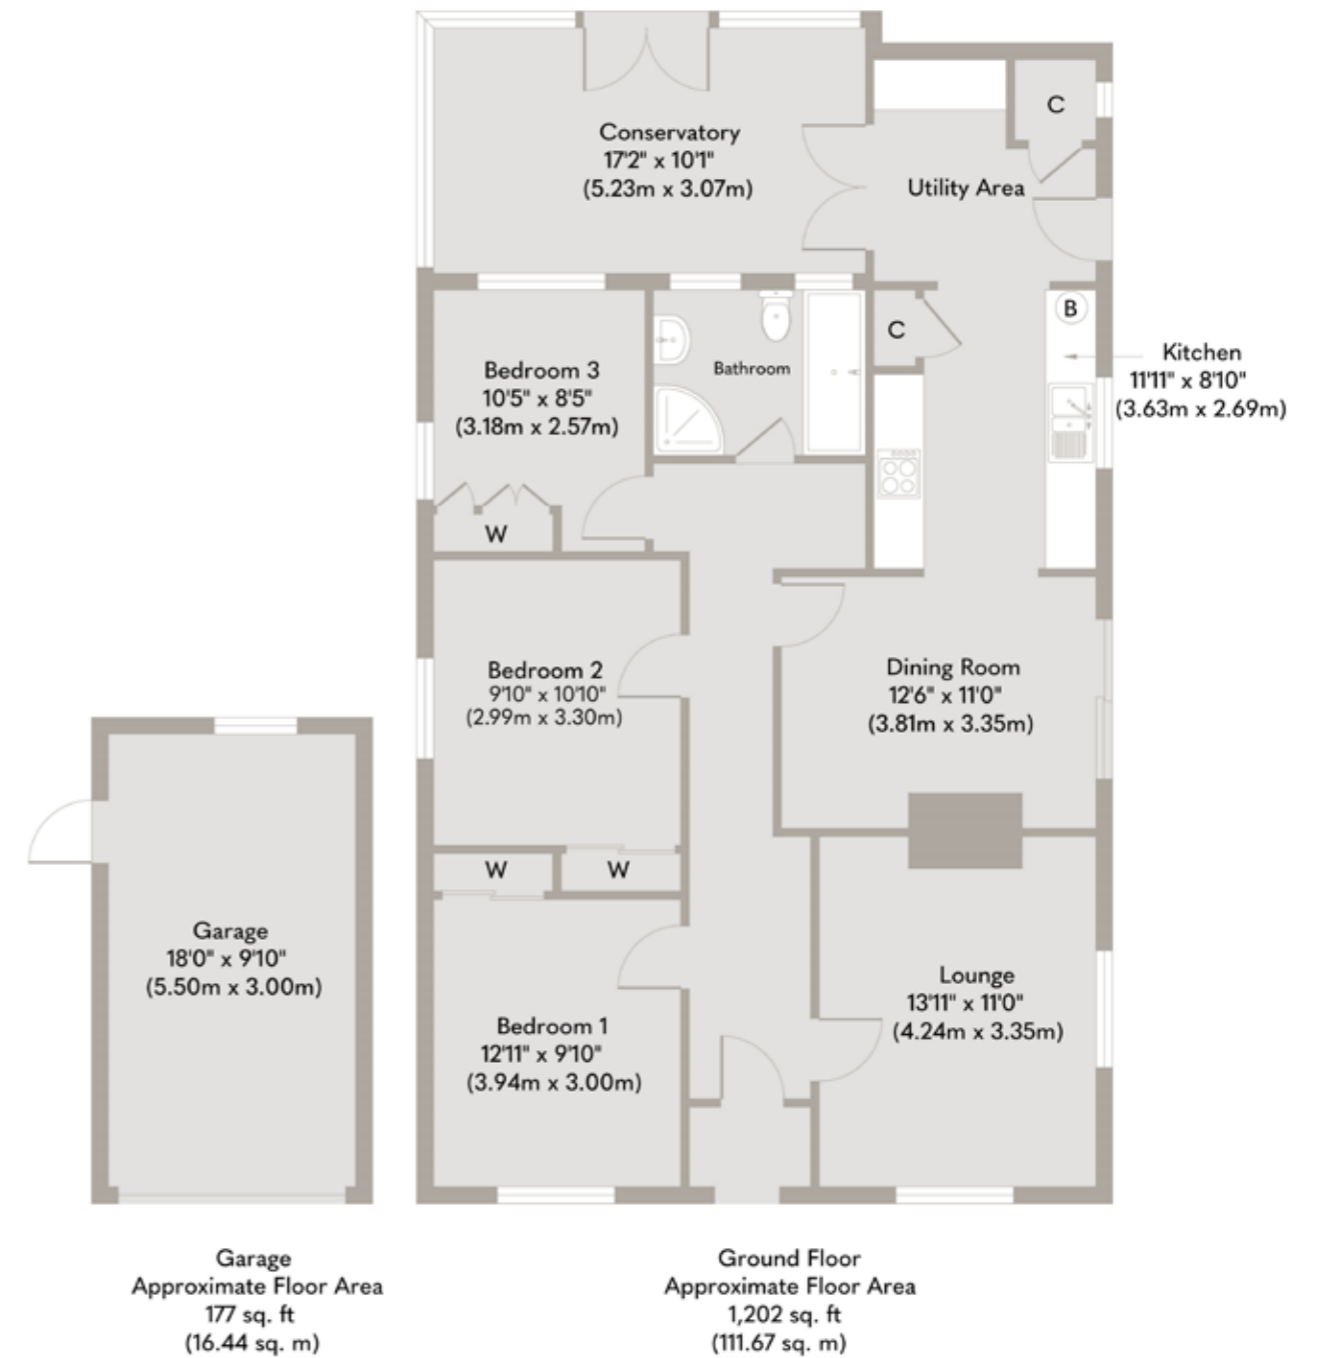 Conservatory
17'2" x 10'1"
(5.23m x 3.07m)
C
Utility Area
B
C
Kitchen
11'11" x 8'10"
(3.63m x 2.69m)
Bedroom 3
10'5" x 8'5"
(3.18m x 2.57m)
Bathroom
W
Bedroom 2
9'10" x 10'10"
(2.99m x 3.30m)
Dining Room
12'6" x 11'0"
(3.81m x 3.35m)
W
W
Garage
18'0" x 9'10"
(5.50m x 3.00m)
Lounge
13'11" x 11'0"
(4.24m x 3.35m)
Bedroom 1
12'11" x 9'10"
(3.94m x 3.00m)
Garage
Approximate Floor Area
177 sq. ft
(16.44 sq. m)
Ground Floor
Approximate Floor Area
1,202 sq. ft
(111.67 sq. m)